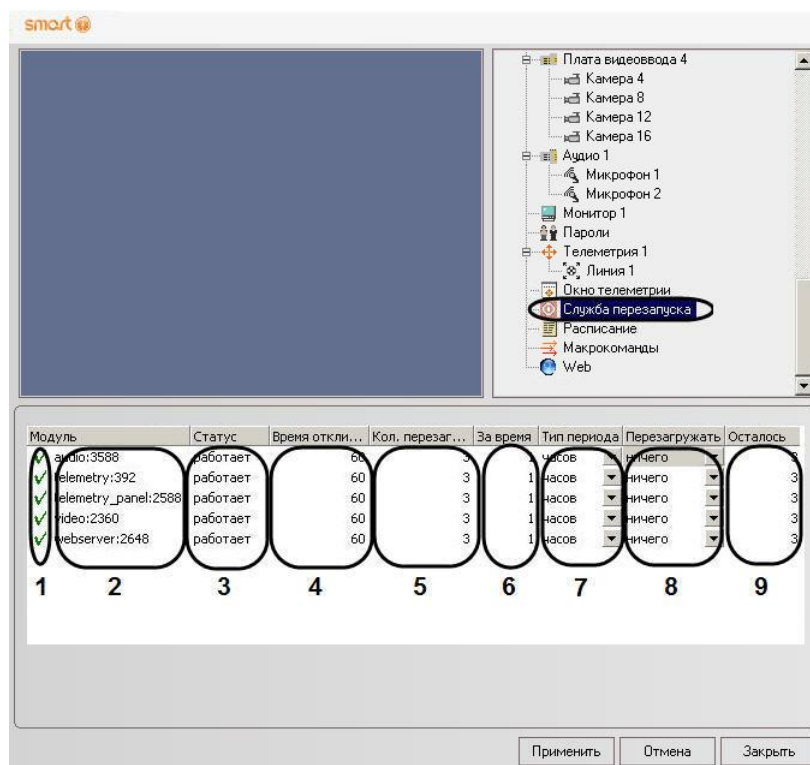 smart
Плата видеоввода 4
Камера 4
Камера 8
Камера 12
Камера 16
Аудио 1
Микрофон 1
Микрофон 2
Монитор 1
Пароли
Телеметрия 1
Линия 1
Окно телеметрии
Служба перезапуска
Расписание
Макрокоманды
Web
Модуль Статус Время откли... Кол. перезаг... За время Тип периода Перезагружать Осталось
audio:3588 работает 60 3 1 часов ничего 3
telemetry:392 работает 60 3 1 часов ничего 3
telemetry_panel:2588 работает 60 3 1 часов ничего 3
video:2360 работает 60 3 1 часов ничего 3
webserver:2648 работает 60 3 1 часов ничего 3
1 2 3 4 5 6 7 8 9
Применить Отмена Закрыть